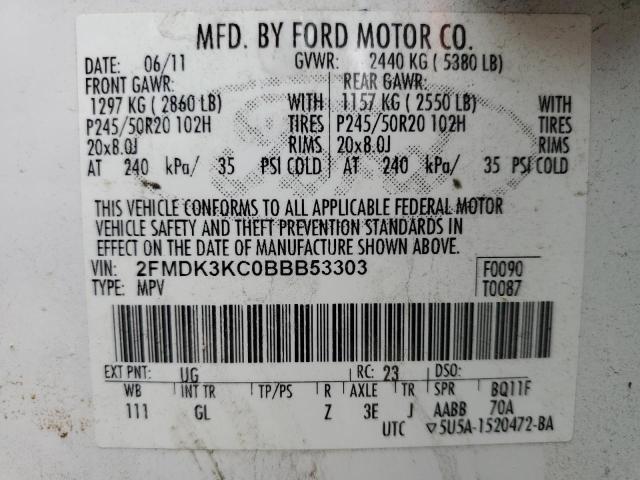 MFD. BY FORD MOTOR CO.
DATE: 06/11 GVWR: 2440 KG ( 5380 LB)
FRONT GAWR: REAR GAWR:
1297 KG ( 2860 LB) WITH 1157 KG ( 2550 LB) WITH
P245/50R20 102H TIRES P245/50R20 102H TIRES
20x8.0J RIMS 20x8.0J RIMS
AT 240 kPa/ 35 PSI COLD AT 240 kPa/ 35 PSI COLD
THIS VEHICLE CONFORMS TO ALL APPLICABLE FEDERAL MOTOR
VEHICLE SAFETY AND THEFT PREVENTION STANDARDS IN
EFFECT ON THE DATE OF MANUFACTURE SHOWN ABOVE.
VIN: 2FMDK3KC0BBB53303 F0090
TYPE: MPV T0087
EXT PNT: UG RC: 23 DSO:
WB INT TR TP/PS R AXLE TR SPR BQ11F
111 GL Z 3E J AABB 70A
UTC ▽5U5A-1520472-BA